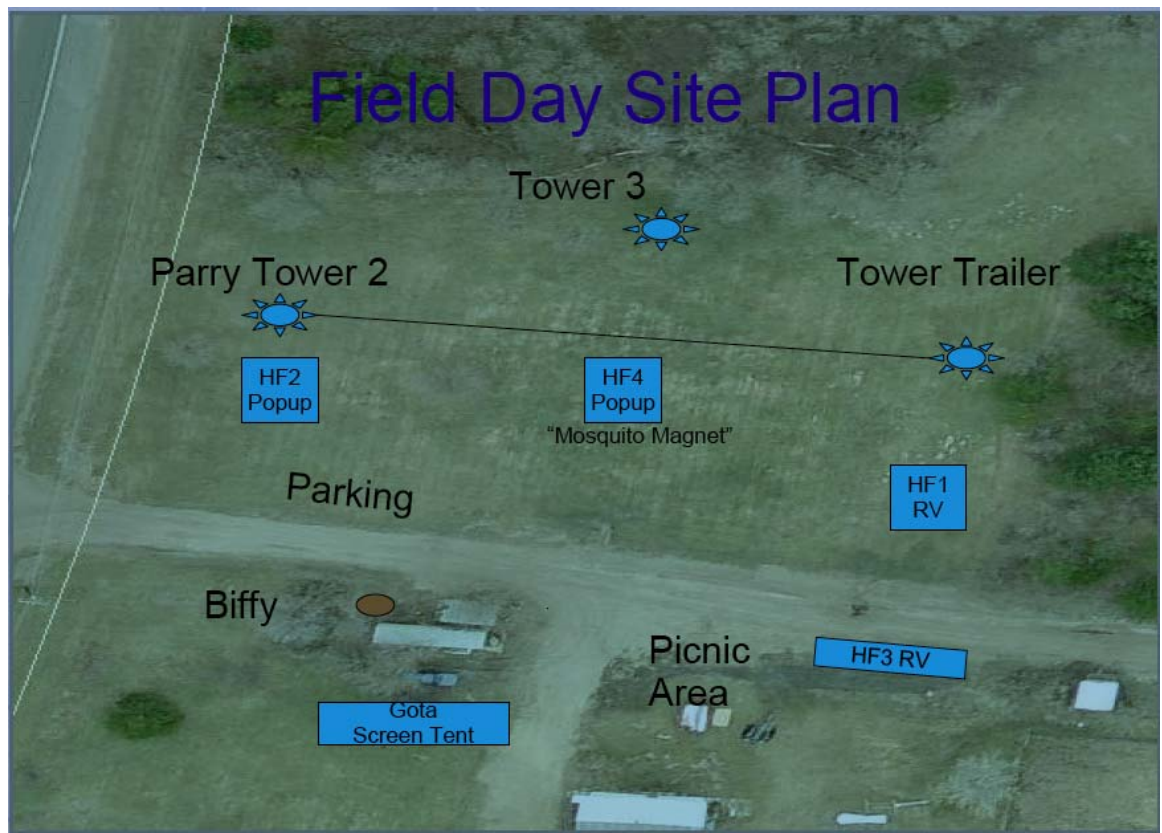 Field Day Site Plan
Tower 3
Parry Tower 2
Tower Trailer
HF2
Popup
HF4
Popup
“Mosquito Magnet”
HF1
RV
Parking
Biffy
Picnic
Area
HF3 RV
Gota
Screen Tent